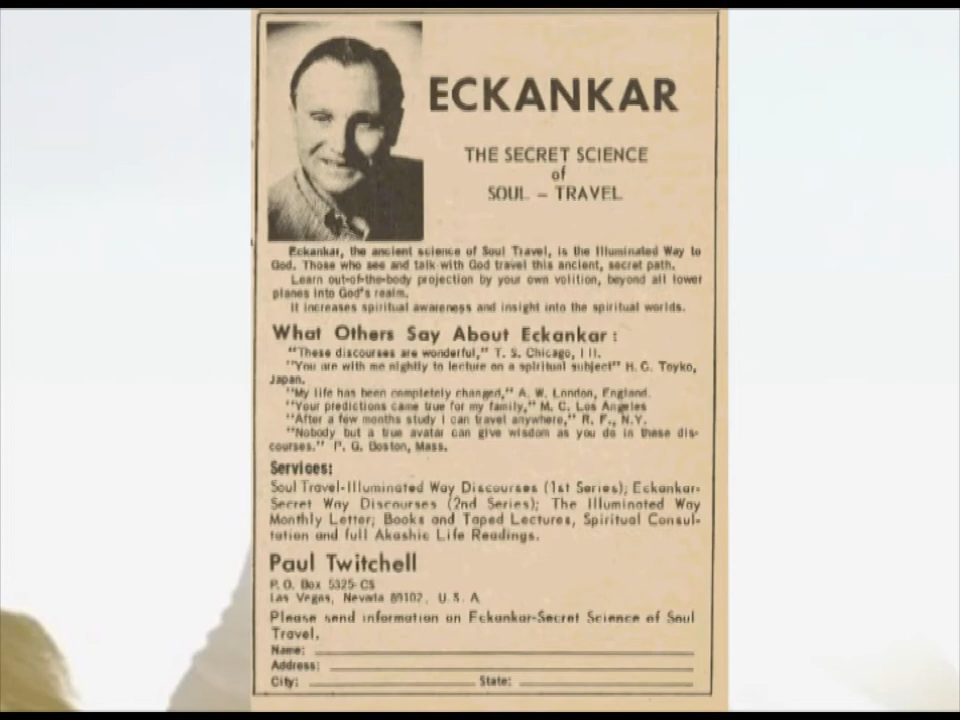 ECKANKAR
THE SECRET SCIENCE
of
SOUL - TRAVEL
Eckankar, the ancient science of Soul Travel, is the Illuminated Way to
God. Those who see and talk with God travel this ancient, secret path.
Learn out-of-the-body projection by your own volition, beyond all lower
planes into God's realm.
It increases spiritual awareness and insight into the spiritual worlds.
What Others Say About Eckankar:
"These discourses are wonderful," T. S. Chicago, Ill.
"You are with me nightly to lecture on a spiritual subject" H. C. Toyko,
Japan.
"My life has been completely changed," A. W. London, England.
"Your predictions came true for my family," M. C. Los Angeles
"After a few months study I can travel anywhere," R. F., N.Y.
"Nobody but a true avatar can give wisdom as you do in these dis-
courses." P. G. Boston, Mass.
Services:
Soul Travel-Illuminated Way Discourses (1st Series); Eckankar-
Secret Way Discourses (2nd Series); The Illuminated Way
Monthly Letter; Books and Taped Lectures, Spiritual Consul-
tation and full Akashic Life Readings.
Paul Twitchell
P.O. Box 5325-CS
Las Vegas, Nevada 89102, U.S.A
Please send information on Eckankar-Secret Science of Soul
Travel.
Name:
Address:
City: State: